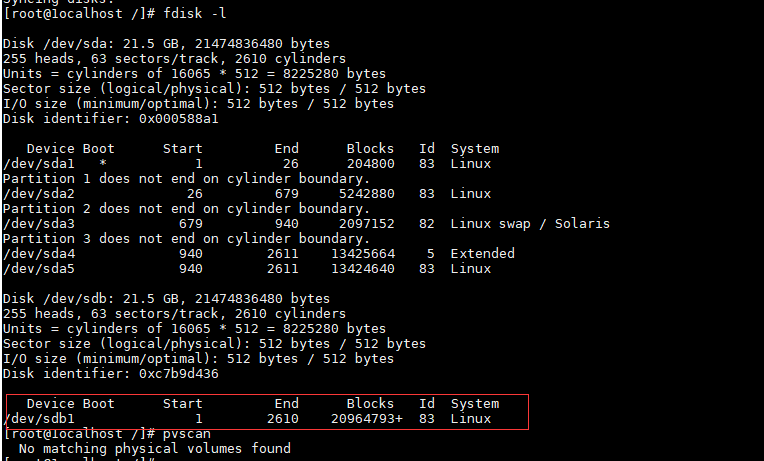 Syncing disks.
[root@localhost /]# fdisk -l
Disk /dev/sda: 21.5 GB, 21474836480 bytes
255 heads, 63 sectors/track, 2610 cylinders
Units = cylinders of 16065 * 512 = 8225280 bytes
Sector size (logical/physical): 512 bytes / 512 bytes
I/O size (minimum/optimal): 512 bytes / 512 bytes
Disk identifier: 0x000588a1
   Device Boot      Start         End      Blocks   Id  System
/dev/sda1   *           1          26      204800   83  Linux
Partition 1 does not end on cylinder boundary.
/dev/sda2              26         679     5242880   83  Linux
Partition 2 does not end on cylinder boundary.
/dev/sda3             679         940     2097152   82  Linux swap / Solaris
Partition 3 does not end on cylinder boundary.
/dev/sda4             940        2611    13425664    5  Extended
/dev/sda5             940        2611    13424640   83  Linux
Disk /dev/sdb: 21.5 GB, 21474836480 bytes
255 heads, 63 sectors/track, 2610 cylinders
Units = cylinders of 16065 * 512 = 8225280 bytes
Sector size (logical/physical): 512 bytes / 512 bytes
I/O size (minimum/optimal): 512 bytes / 512 bytes
Disk identifier: 0xc7b9d436
   Device Boot      Start         End      Blocks   Id  System
/dev/sdb1               1        2610    20964793+  83  Linux
[root@localhost /]# pvscan
  No matching physical volumes found
[root@localhost /]#